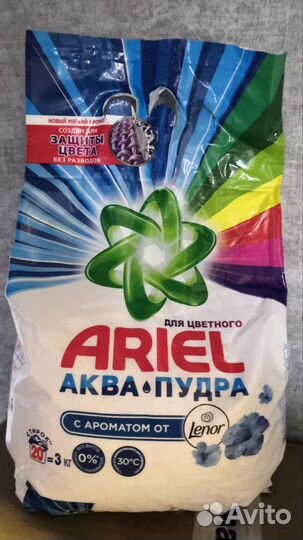 НОВЫЙ МЯГКИЙ АРОМАТ
СОЗДАН ДЛЯ
ЗАЩИТЫ
ЦВЕТА
БЕЗ РАЗВОДОВ
ДЛЯ ЦВЕТНОГО
ARIEL
АКВА•ПУДРА
С АРОМАТОМ ОТ
Lenor
СТИРОК
20 = 3 КГ
0%
30°C
Avito